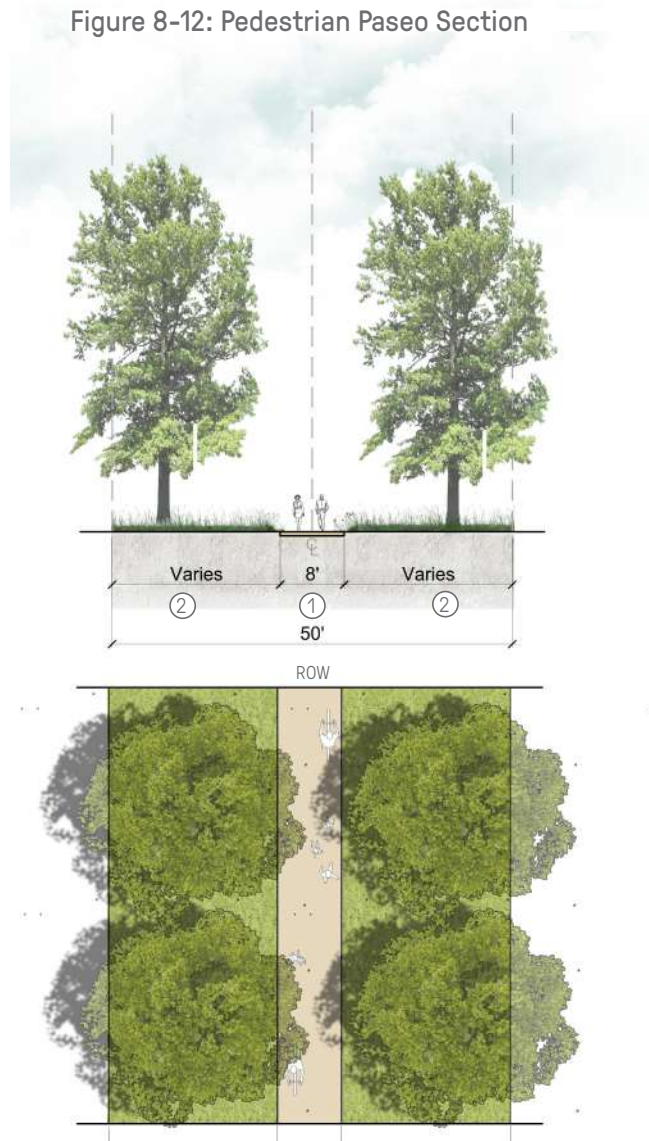 Figure 8-12: Pedestrian Paseo Section
℄
Varies 8' Varies
② ① ②
50'
ROW